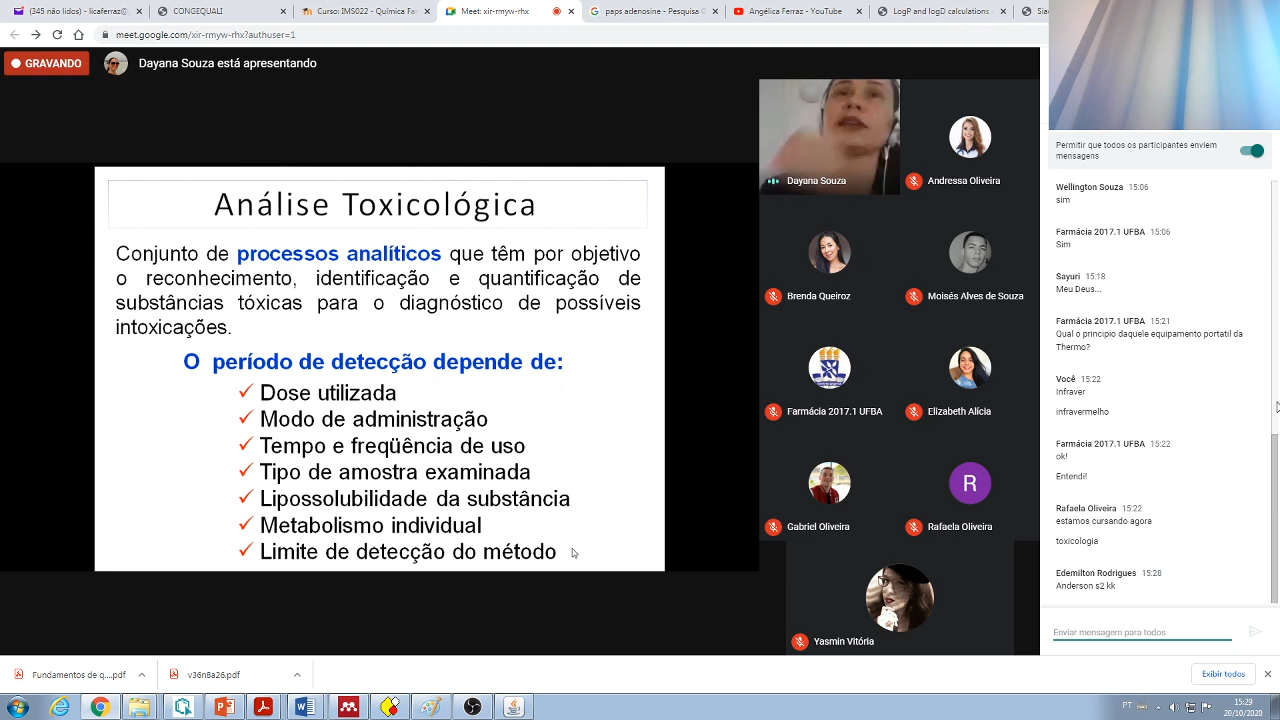 (345 não lidos) - licaferraz@
CONGEQUALI
Curso: IMS022 - Química Fa
Meet: xir-rmyw-rhx
paps adenosine - Pesquisa G
Angélica Ferraz - YouTube
LogP and logD calculations -
meet.google.com/xir-rmyw-rhx?authuser=1
GRAVANDO
Dayana Souza está apresentando
Análise Toxicológica
Conjunto de processos analíticos que têm por objetivo
o reconhecimento, identificação e quantificação de
substâncias tóxicas para o diagnóstico de possíveis
intoxicações.
O período de detecção depende de:
Dose utilizada
Modo de administração
Tempo e freqüência de uso
Tipo de amostra examinada
Lipossolubilidade da substância
Metabolismo individual
Limite de detecção do método
Dayana Souza
Andressa Oliveira
Brenda Queiroz
Moisés Alves de Souza
Farmácia 2017.1 UFBA
Elizabeth Alícia
Gabriel Oliveira
R
Rafaela Oliveira
Yasmin Vitória
Permitir que todos os participantes enviem
mensagens
Wellington Souza 15:06
sim
Farmácia 2017.1 UFBA 15:06
Sim
Sayuri 15:18
Meu Deus...
Farmácia 2017.1 UFBA 15:21
Qual o principio daquele equipamento portatil da
Thermo?
Você 15:22
Infraver
infravermelho
Farmácia 2017.1 UFBA 15:22
ok!
Entendi!
Rafaela Oliveira 15:22
estamos cursando agora
toxicologia
Edemilton Rodrigues 15:28
Anderson s2 kk
Enviar mensagem para todos
Fundamentos de q....pdf
v36n8a26.pdf
Exibir todos
PT
15:29
20/10/2020